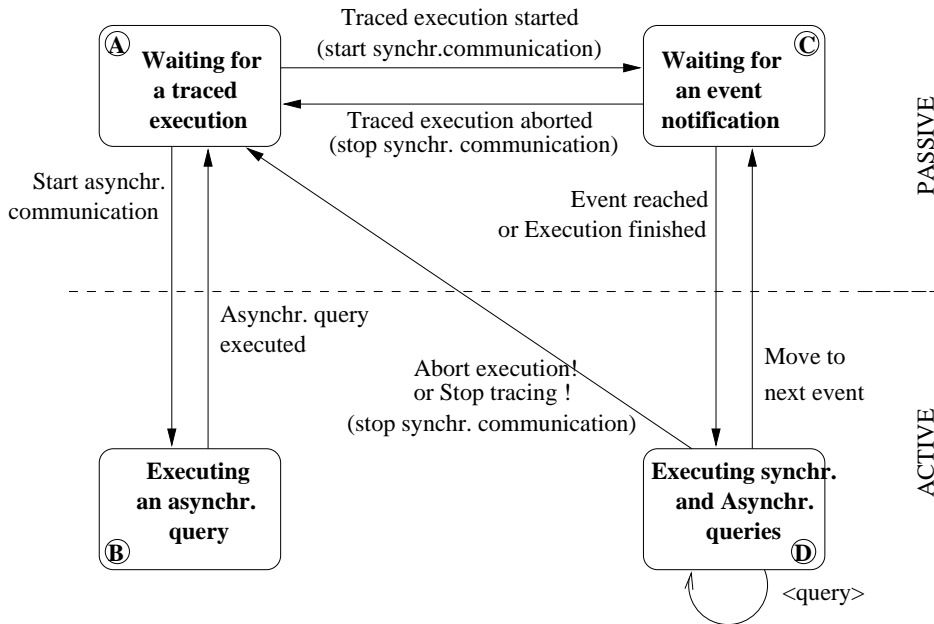 A
Waiting for
a traced
execution
Traced execution started
(start synchr.communication)
Traced execution aborted
(stop synchr. communication)
C
Waiting for
an event
notification
PASSIVE
Start asynchr.
communication
Event reached
or Execution finished
Asynchr. query
executed
Abort execution!
or Stop tracing !
(stop synchr. communication)
Move to
next event
ACTIVE
Executing
an asynchr.
query
B
Executing synchr.
and Asynchr.
queries
D
<query>